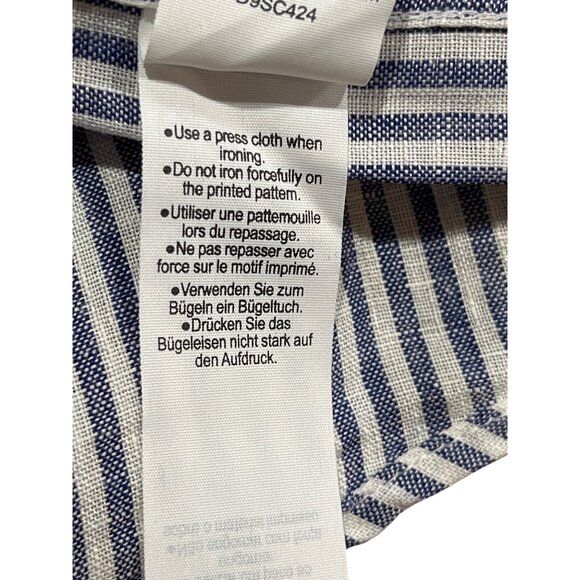 B9SC424
●Use a press cloth when
ironing.
●Do not iron forcefully on
the printed pattern.
●Utiliser une pattemouille
lors du repassage.
●Ne pas repasser avec
force sur le motif imprimé.
●Verwenden Sie zum
Bügeln ein Bügeltuch.
●Drücken Sie das
Bügeleisen nicht stark auf
den Aufdruck.